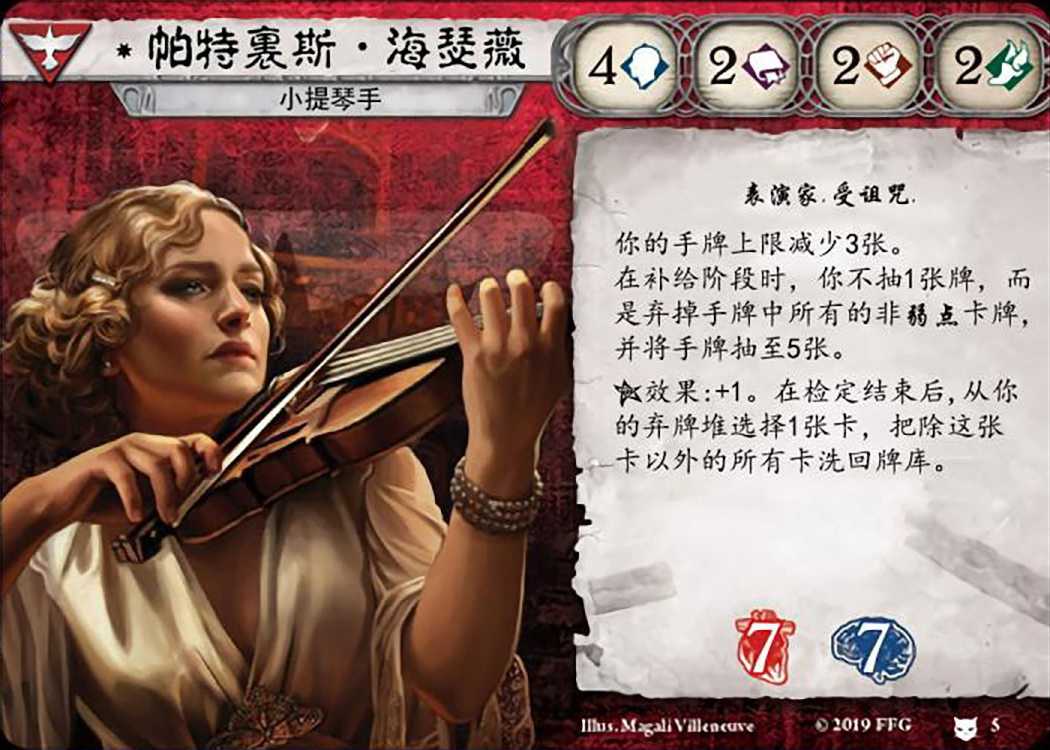 帕特裏斯·海瑟薇
小提琴手
4 2 2 2
表演家.受诅咒.
你的手牌上限减少3张。
在补给阶段时，你不抽1张牌，而
是弃掉手牌中所有的非弱点卡牌，
并将手牌抽至5张。
效果:+1。在检定结束后,从你
的弃牌堆选择1张卡，把除这张
卡以外的所有卡洗回牌库。
7 7
Illus. Magali Villeneuve © 2019 FFG 5